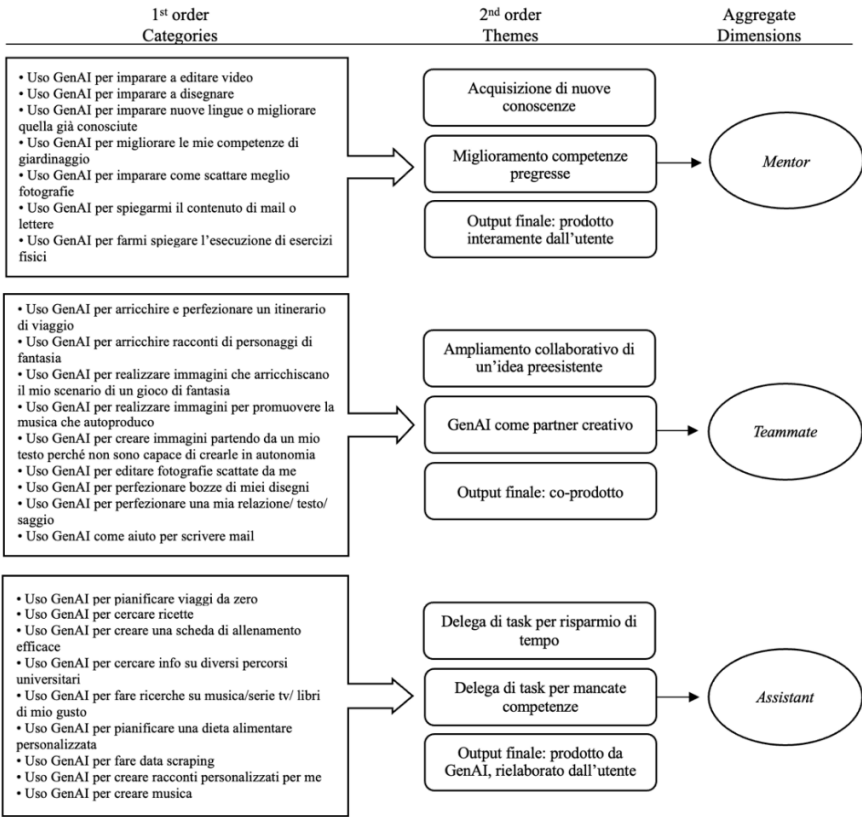 1st order
Categories
2nd order
Themes
Aggregate
Dimensions
• Uso GenAI per imparare a editare video
• Uso GenAI per imparare a disegnare
• Uso GenAI per imparare nuove lingue o migliorare
quella già conosciute
• Uso GenAI per migliorare le mie competenze di
giardinaggio
• Uso GenAI per imparare come scattare meglio
fotografie
• Uso GenAI per spiegarmi il contenuto di mail o
lettere
• Uso GenAI per farmi spiegare l'esecuzione di esercizi
fisici
Acquisizione di nuove
conoscenze
Miglioramento competenze
pregresse
Output finale: prodotto
interamente dall'utente
Mentor
• Uso GenAI per arricchire e perfezionare un itinerario
di viaggio
• Uso GenAI per arricchire racconti di personaggi di
fantasia
• Uso GenAI per realizzare immagini che arricchiscano
il mio scenario di un gioco di fantasia
• Uso GenAI per realizzare immagini per promuovere la
musica che autoproduco
• Uso GenAI per creare immagini partendo da un mio
testo perché non sono capace di crearle in autonomia
• Uso GenAI per editare fotografie scattate da me
• Uso GenAI per perfezionare bozze di miei disegni
• Uso GenAI per perfezionare una mia relazione/ testo/
saggio
• Uso GenAI come aiuto per scrivere mail
Ampliamento collaborativo di
un'idea preesistente
GenAI come partner creativo
Output finale: co-prodotto
Teammate
• Uso GenAI per pianificare viaggi da zero
• Uso GenAI per cercare ricette
• Uso GenAI per creare una scheda di allenamento
efficace
• Uso GenAI per cercare info su diversi percorsi
universitari
• Uso GenAI per fare ricerche su musica/serie tv/ libri
di mio gusto
• Uso GenAI per pianificare una dieta alimentare
personalizzata
• Uso GenAI per fare data scraping
• Uso GenAI per creare racconti personalizzati per me
• Uso GenAI per creare musica
Delega di task per risparmio di
tempo
Delega di task per mancate
competenze
Output finale: prodotto da
GenAI, rielaborato dall'utente
Assistant